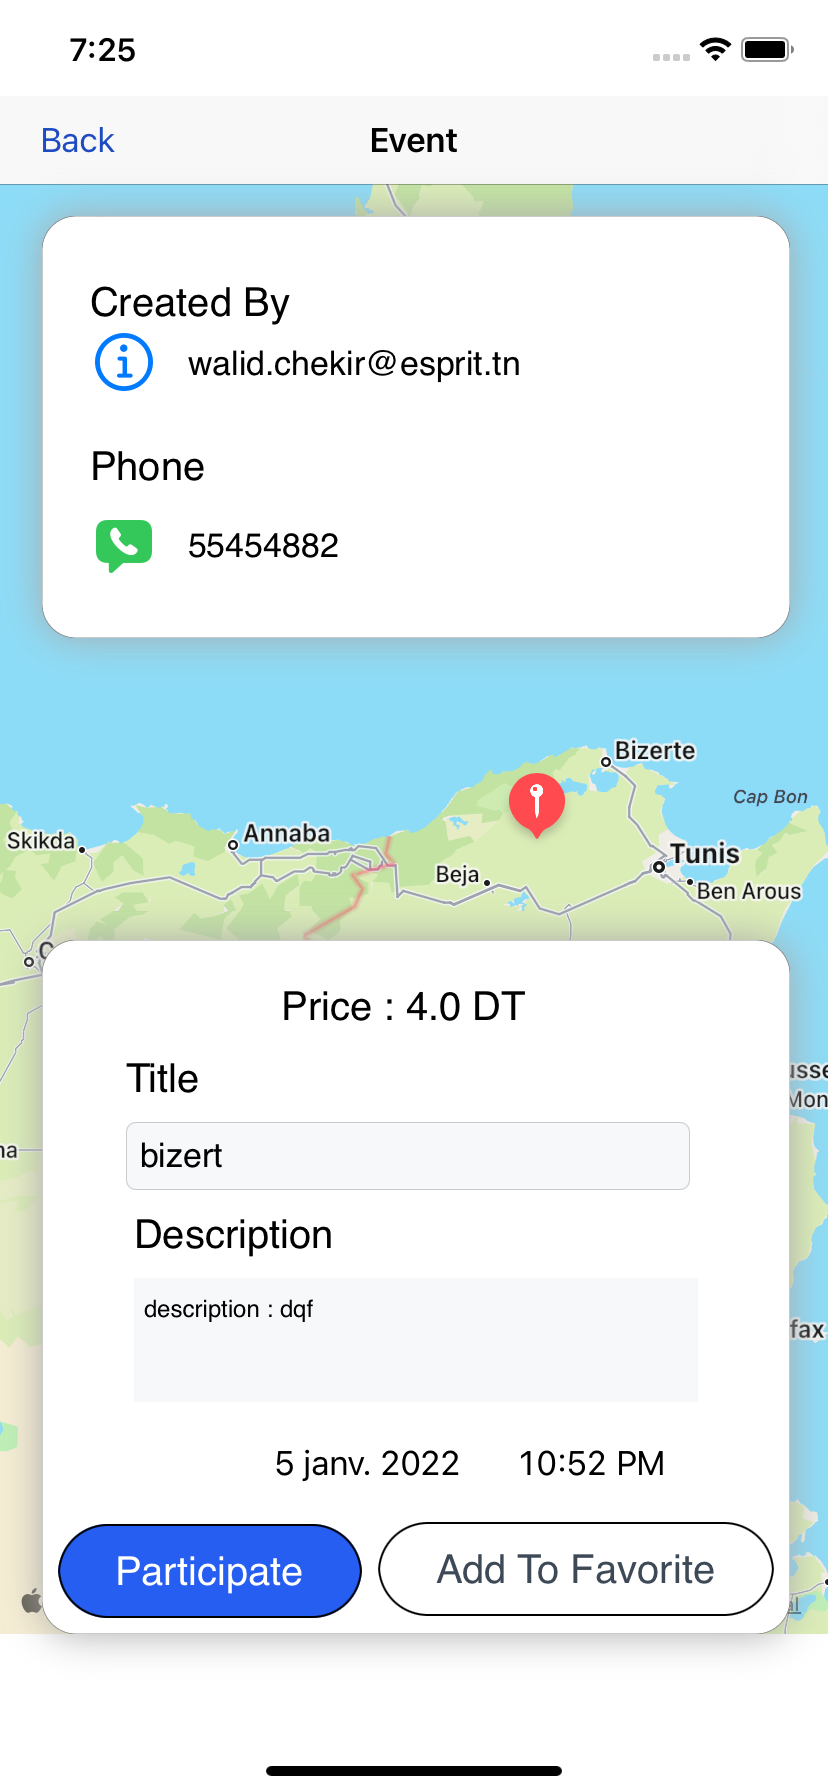 7:25
Back
Event
Created By
walid.chekir@esprit.tn
Phone
55454882
Bizerte
Cap Bon
Annaba
Skikda
Tunis
Beja
Ben Arous
Price : 4.0 DT
Title
bizert
Description
description : dqf
5 janv. 2022 10:52 PM
Participate
Add To Favorite